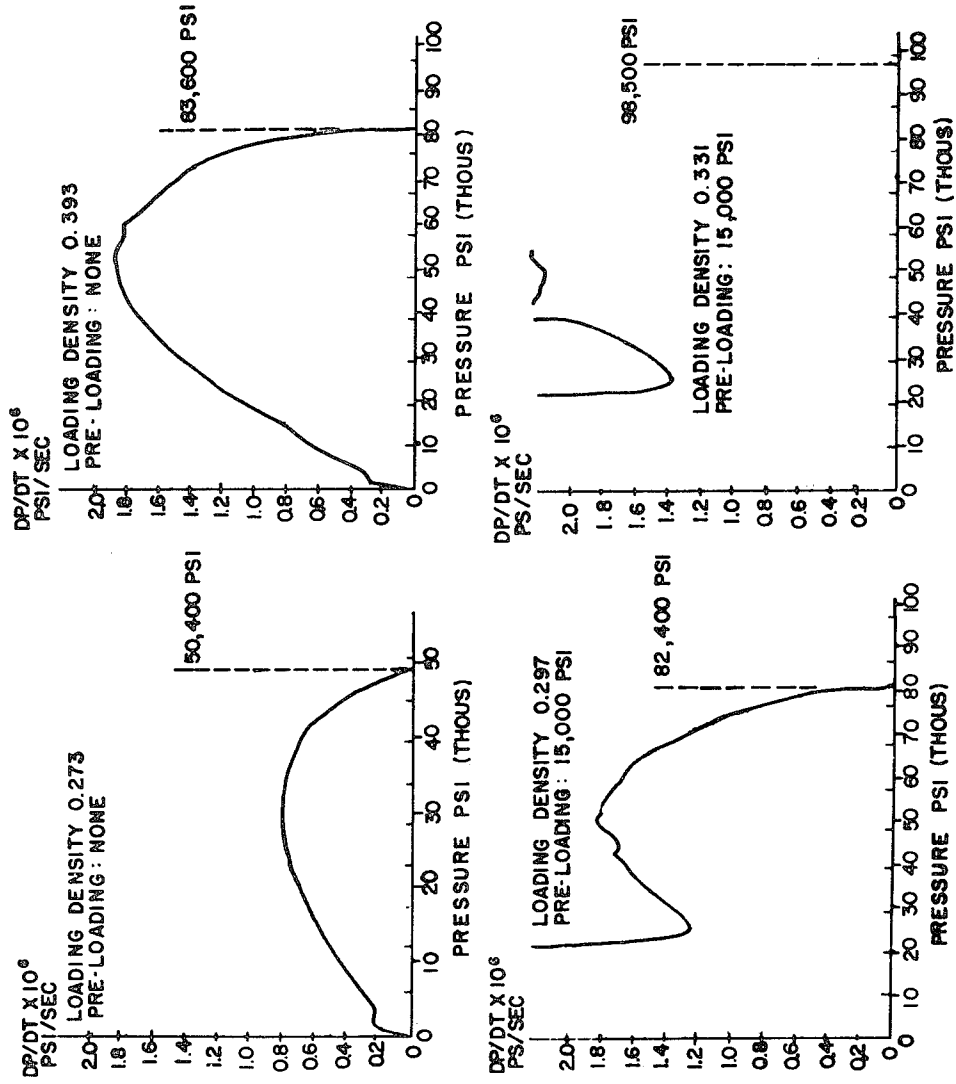 DP/DT X 10⁶
PSI/SEC
LOADING DENSITY 0.273
PRE-LOADING: NONE
50,400 PSI
2.0
1.8
1.6
1.4
1.2
1.0
0.8
0.6
0.4
0.2
0 10 20 30 40 50
PRESSURE PSI (THOUS)
DP/DT X 10⁶
PSI/SEC
LOADING DENSITY 0.393
PRE-LOADING: NONE
83,600 PSI
2.0
1.8
1.6
1.4
1.2
1.0
0.8
0.6
0.4
0.2
0 10 20 30 40 50 60 70 80 90 100
PRESSURE PSI (THOUS)
DP/DT X 10⁶
PS/SEC
LOADING DENSITY 0.297
PRE-LOADING: 15,000 PSI
82,400 PSI
2.0
1.8
1.6
1.4
1.2
1.0
0.8
0.6
0.4
0.2
0 10 20 30 40 50 60 70 80 90 100
PRESSURE PSI (THOUS)
DP/DT X 10⁶
PS/SEC
98,500 PSI
LOADING DENSITY 0.331
PRE-LOADING: 15,000 PSI
2.0
1.8
1.6
1.4
1.2
1.0
0.8
0.6
0.4
0.2
0 10 20 30 40 50 60 70 80 90 100
PRESSURE PSI (THOUS)